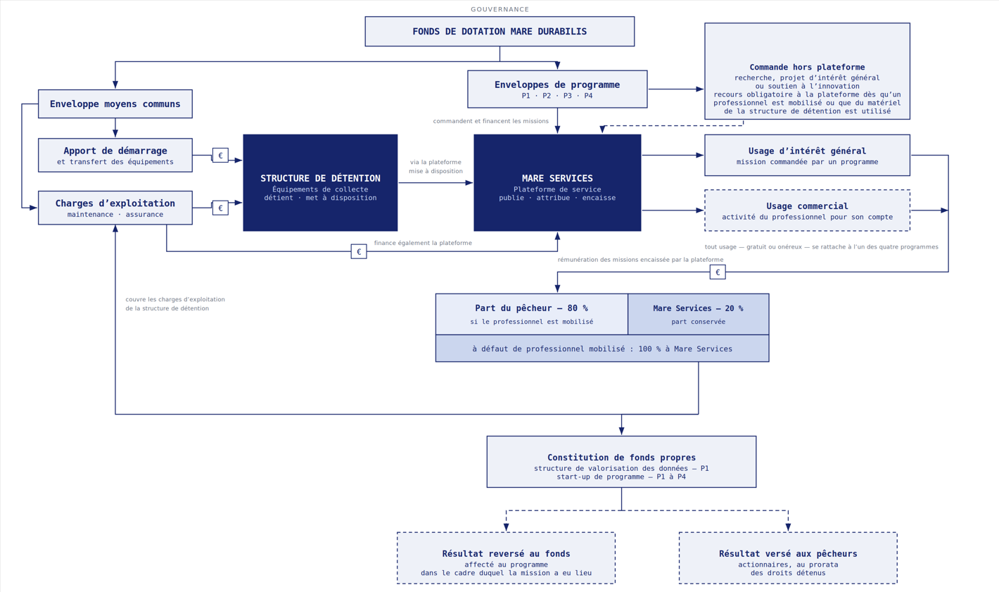 GOUVERNANCE
FONDS DE DOTATION MARE DURABILIS
Commande hors plateforme
recherche, projet d’intérêt général
ou soutien à l’innovation
recours obligatoire à la plateforme dès qu’un
professionnel est mobilisé ou que du matériel
de la structure de détention est utilisé
Enveloppes de programme
P1 · P2 · P3 · P4
Enveloppe moyens communs
commandent et financent les missions
Apport de démarrage
et transfert des équipements
€
STRUCTURE DE DÉTENTION
Équipements de collecte
détient · met à disposition
via la plateforme
mise à disposition
MARE SERVICES
Plateforme de service
publie · attribue · encaisse
Usage d’intérêt général
mission commandée par un programme
Charges d’exploitation
maintenance · assurance
€
Usage commercial
activité du professionnel pour son compte
finance également la plateforme
€
tout usage — gratuit ou onéreux — se rattache à l’un des quatre programmes
rémunération des missions encaissée par la plateforme
€
couvre les charges d’exploitation
de la structure de détention
Part du pêcheur — 80 %
si le professionnel est mobilisé
Mare Services — 20 %
part conservée
à défaut de professionnel mobilisé : 100 % à Mare Services
Constitution de fonds propres
structure de valorisation des données — P1
start-up de programme — P1 à P4
Résultat reversé au fonds
affecté au programme
dans le cadre duquel la mission a eu lieu
Résultat versé aux pêcheurs
actionnaires, au prorata
des droits détenus